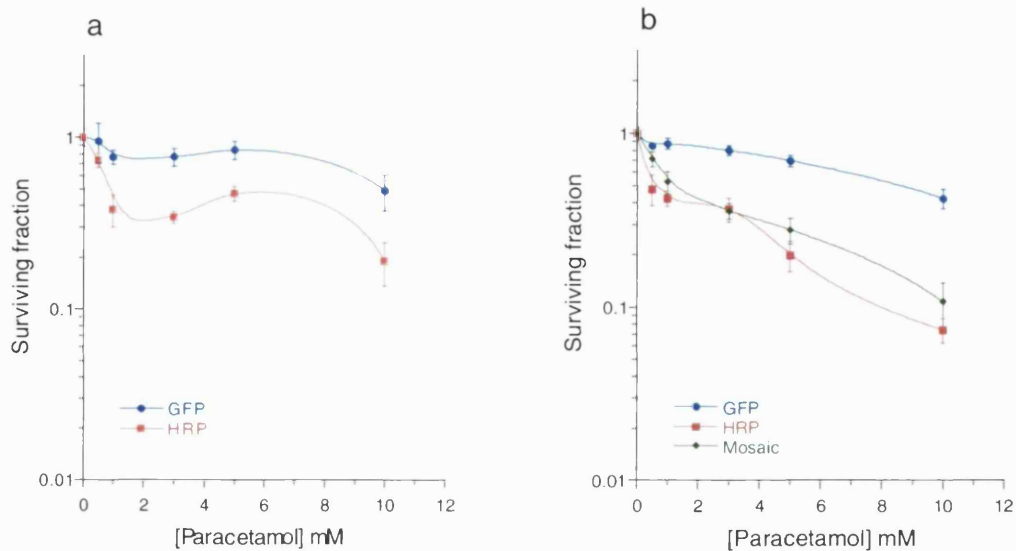 a
1
0.1
0.01
Surviving fraction
0 2 4 6 8 10 12
[Paracetamol] mM
GFP
HRP
b
1
0.1
0.01
Surviving fraction
0 2 4 6 8 10 12
[Paracetamol] mM
GFP
HRP
Mosaic